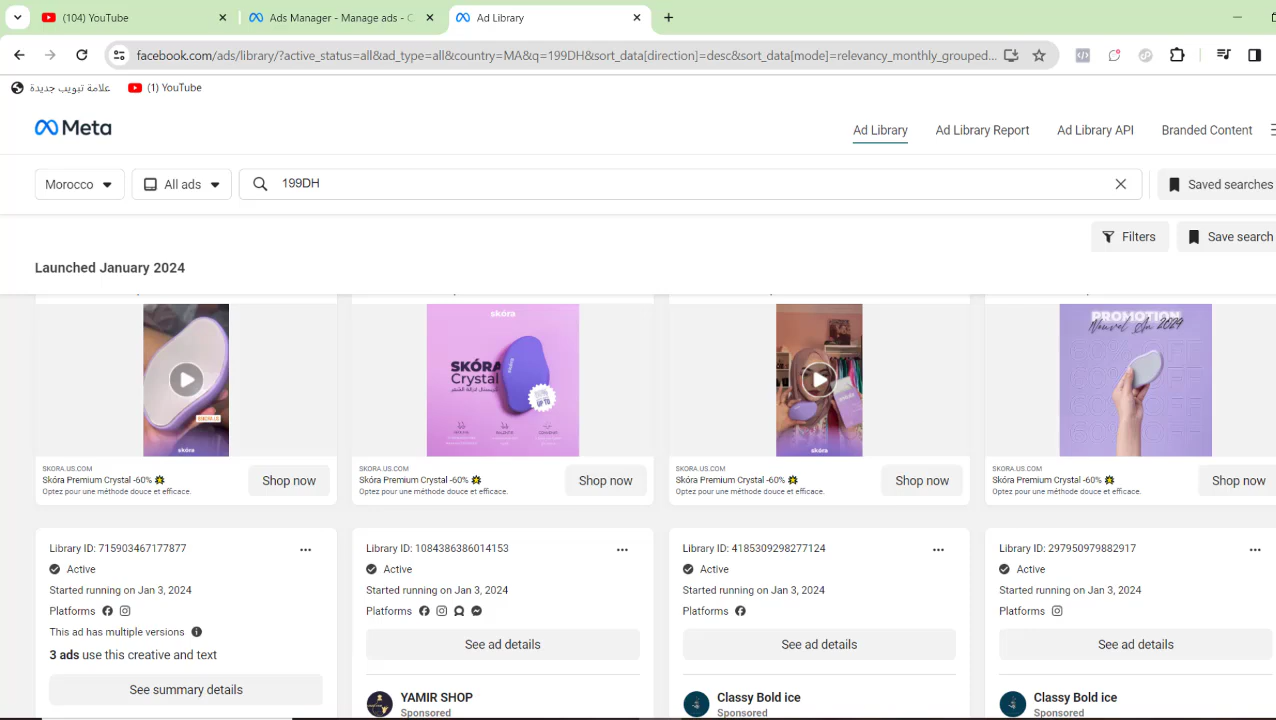 (104) YouTube
Ads Manager - Manage ads - C
Ad Library
facebook.com/ads/library/?active_status=all&ad_type=all&country=MA&q=199DH&sort_data[direction]=desc&sort_data[mode]=relevancy_monthly_grouped...
علامة تبويب جديدة
(1) YouTube
Meta
Ad Library
Ad Library Report
Ad Library API
Branded Content
Morocco
All ads
199DH
Saved searches
Filters
Save search
Launched January 2024
skóra
SKÓRA
Crystal
UP TO
skóra
skóra
PROMOTION
Nouvel An 2024
SKORA.US.COM
Skóra Premium Crystal -60%
Optez pour une méthode douce et efficace.
Shop now
SKORA.US.COM
Skóra Premium Crystal -60%
Optez pour une méthode douce et efficace.
Shop now
SKORA.US.COM
Skóra Premium Crystal -60%
Optez pour une méthode douce et efficace.
Shop now
SKORA.US.COM
Skóra Premium Crystal -60%
Optez pour une méthode douce et efficace.
Shop now
Library ID: 715903467177877
Active
Started running on Jan 3, 2024
Platforms
This ad has multiple versions
3 ads use this creative and text
See summary details
Library ID: 1084386386014153
Active
Started running on Jan 3, 2024
Platforms
See ad details
YAMIR SHOP
Sponsored
Library ID: 4185309298277124
Active
Started running on Jan 3, 2024
Platforms
See ad details
Classy Bold ice
Sponsored
Library ID: 297950979882917
Active
Started running on Jan 3, 2024
Platforms
See ad details
Classy Bold ice
Sponsored